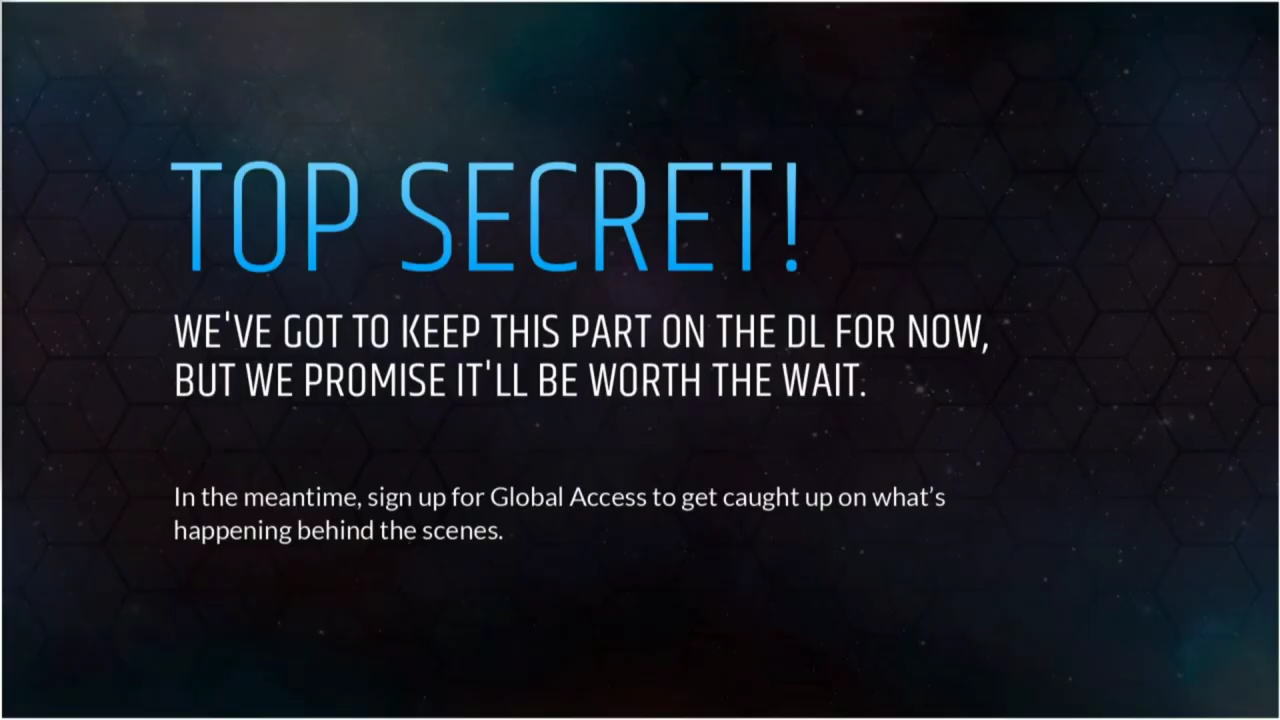 TOP SECRET!
WE'VE GOT TO KEEP THIS PART ON THE DL FOR NOW,
BUT WE PROMISE IT'LL BE WORTH THE WAIT.
In the meantime, sign up for Global Access to get caught up on what’s
happening behind the scenes.